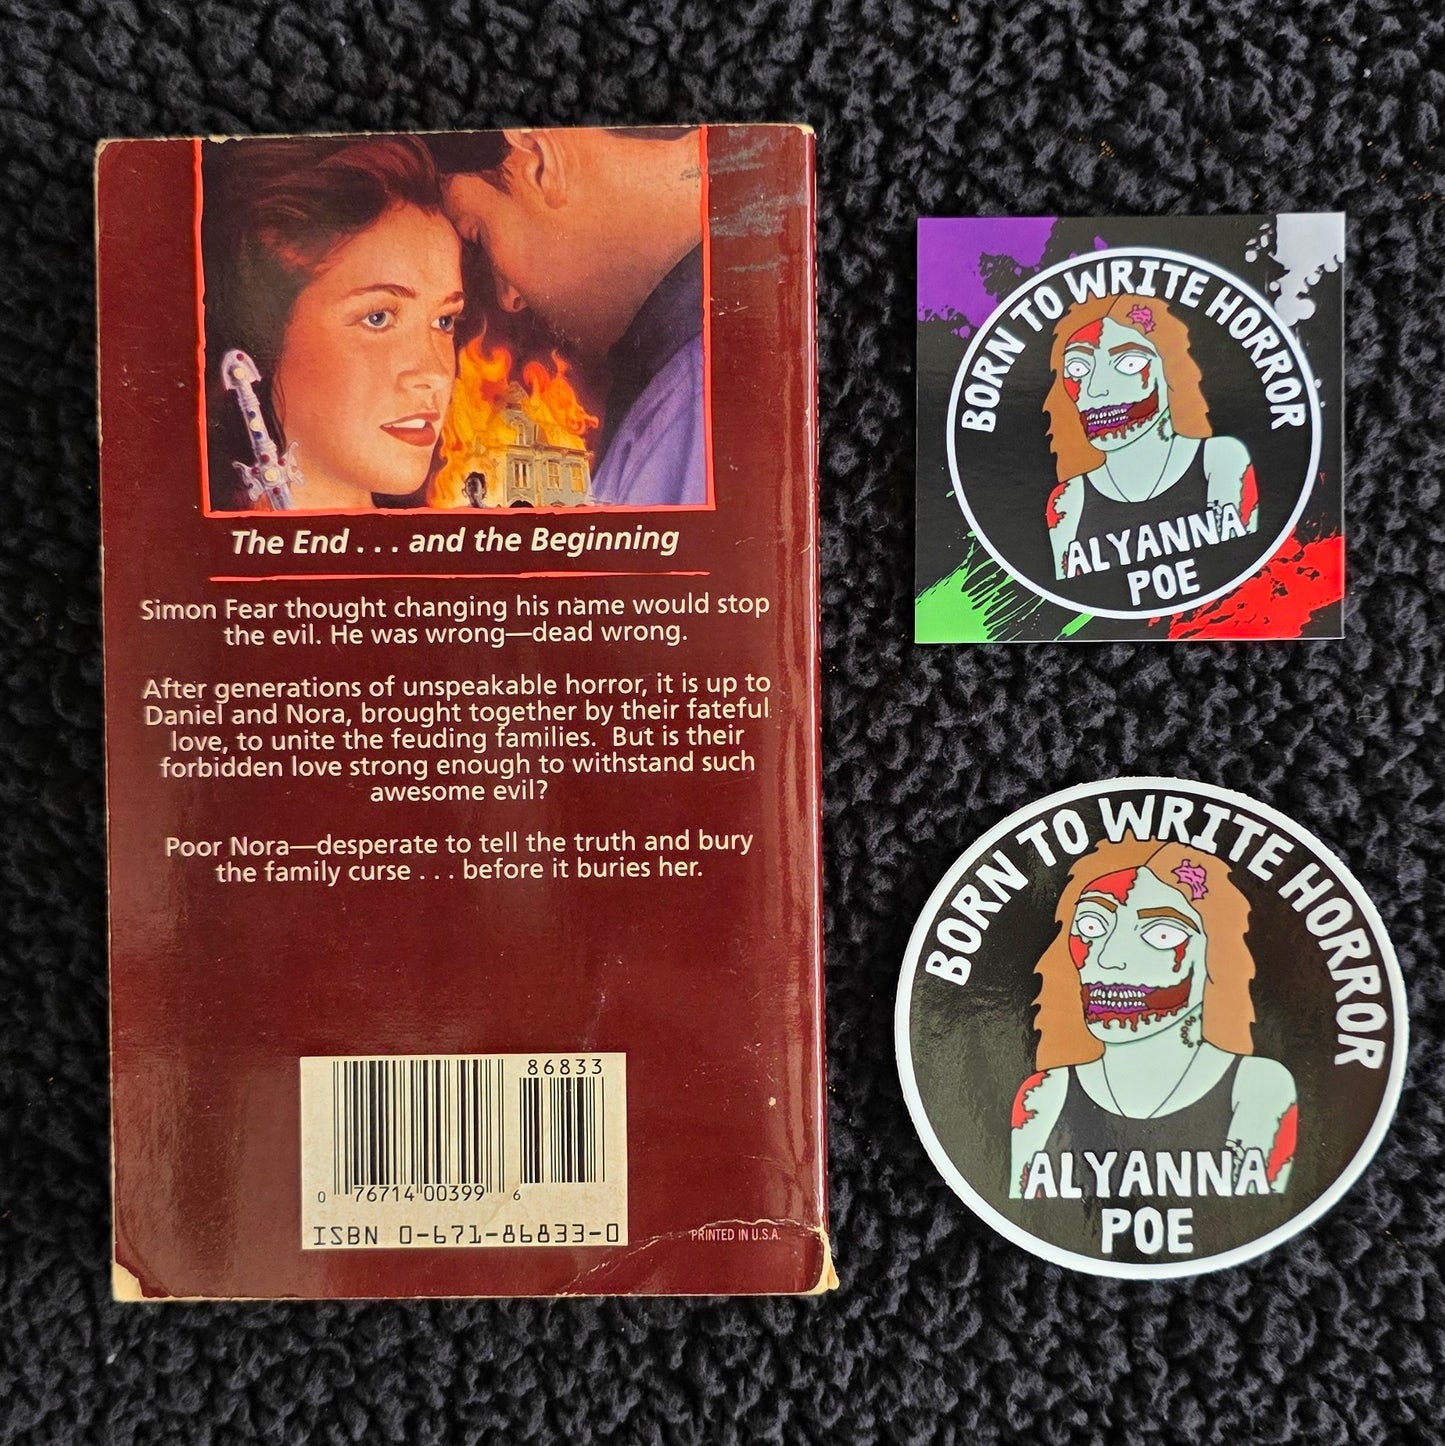 The End . . . and the Beginning
Simon Fear thought changing his name would stop
the evil. He was wrong—dead wrong.
After generations of unspeakable horror, it is up to
Daniel and Nora, brought together by their fateful
love, to unite the feuding families. But is their
forbidden love strong enough to withstand such
awesome evil?
Poor Nora—desperate to tell the truth and bury
the family curse . . . before it buries her.
86833
0 76714 00399 6
ISBN 0-671-86833-0
PRINTED IN U.S.A.
BORN TO WRITE HORROR
ALYANNA
POE
BORN TO WRITE HORROR
ALYANNA
POE